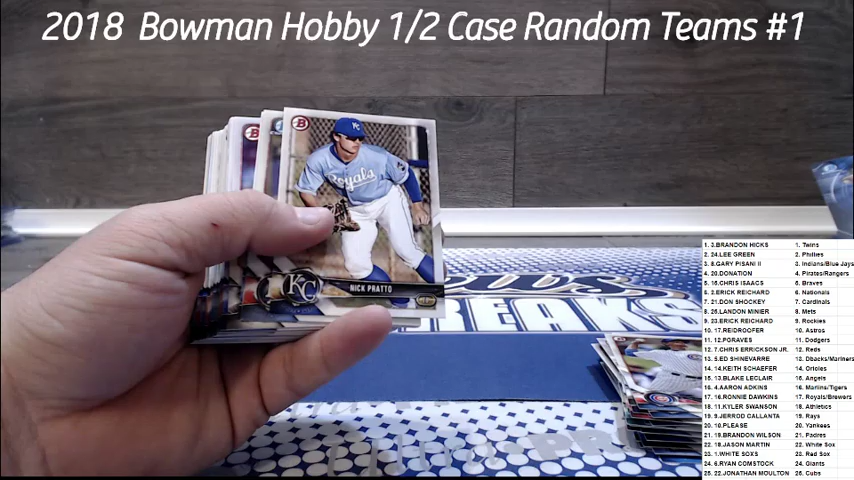 2018 Bowman Hobby 1/2 Case Random Teams #1
B
B
KC
Royals
KC
NICK PRATTO
BREAKS
1. 3.BRANDON HICKS 1. Twins
2. 24.LEE GREEN 2. Phillies
3. 8.GARY PISANI II 3. Indians/Blue Jays
4. 20.DONATION 4. Pirates/Rangers
5. 15.CHRIS ISAACS 5. Braves
6. 2.ERICK REICHARD 6. Nationals
7. 21.DON SHOCKEY 7. Cardinals
8. 25.LANDON MINIER 8. Mets
9. 23.ERICK REICHARD 9. Rockies
10. 17.REIDROOFER 10. Astros
11. 12.PGRAVES 11. Dodgers
12. 7.CHRIS ERRICKSON JR. 12. Reds
13. 5.ED SHINEVARRE 13. Dbacks/Mariners
14. 14.KEITH SCHAEFER 14. Orioles
15. 13.BLAKE LECLAIR 15. Angels
16. 4.AARON ADKINS 16. Marlins/Tigers
17. 16.RONNIE DAWKINS 17. Royals/Brewers
18. 11.KYLER SWANSON 18. Athletics
19. 9.JERROD CALLANTA 19. Rays
20. 10.PLEASE 20. Yankees
21. 19.BRANDON WILSON 21. Padres
22. 18.JASON MARTIN 22. White Sox
23. 1.WHITE SOXS 23. Red Sox
24. 6.RYAN COMSTOCK 24. Giants
25. 22.JONATHAN MOULTON 25. Cubs